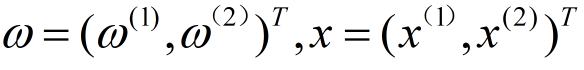 ω = (ω⁽¹⁾, ω⁽²⁾)ᵀ, x = (x⁽¹⁾, x⁽²⁾)ᵀ